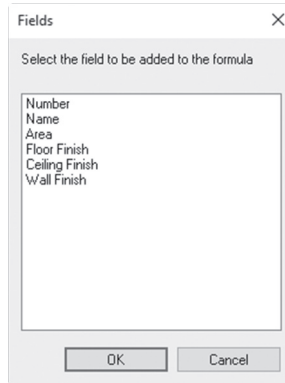 Fields
Select the field to be added to the formula
Number
Name
Area
Floor Finish
Ceiling Finish
Wall Finish
OK Cancel